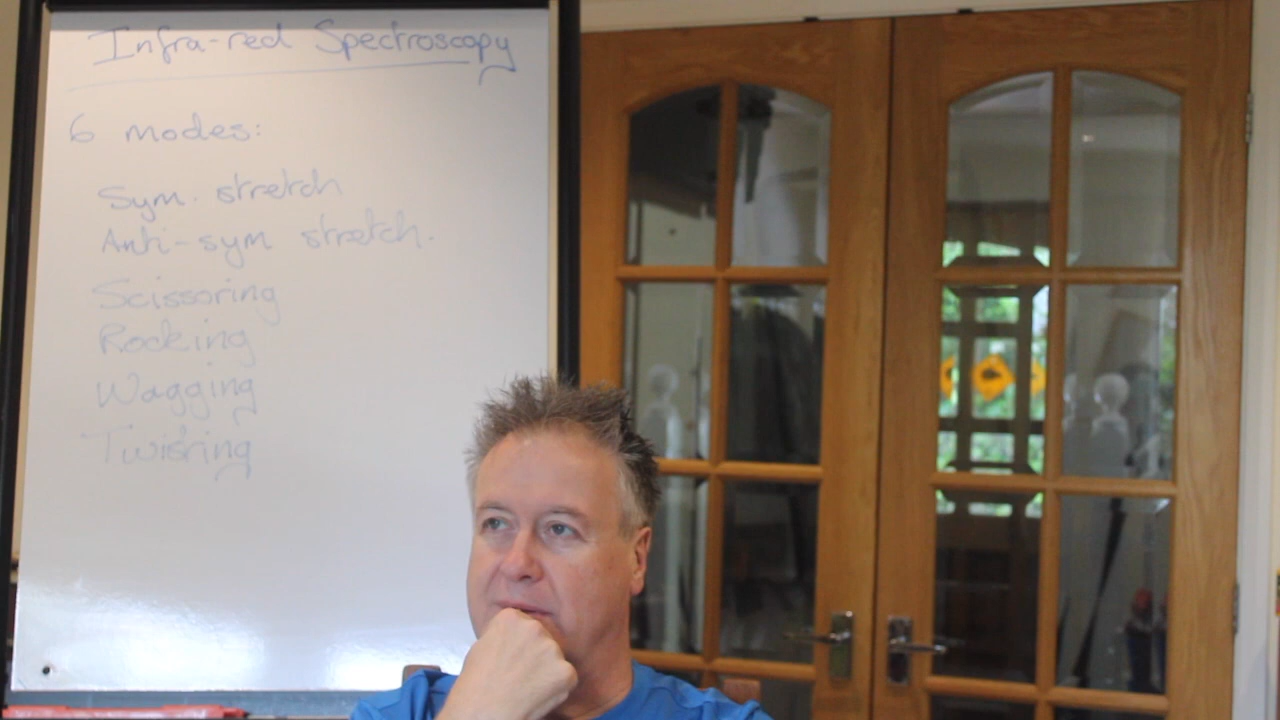 Infra-red Spectroscopy
6 modes:
Sym. stretch
Anti-sym stretch.
Scissoring
Rocking
Wagging
Twisting